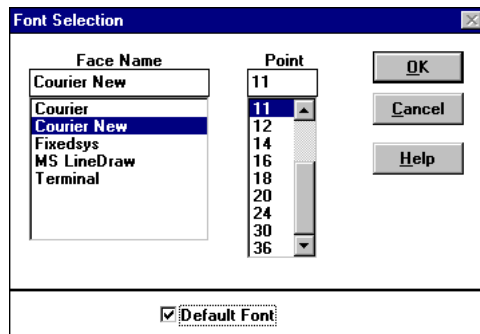 Font Selection
Face Name
Courier New
Courier
Courier New
Fixedsys
MS LineDraw
Terminal
Point
11
11
12
14
16
18
20
24
30
36
OK
Cancel
Help
Default Font